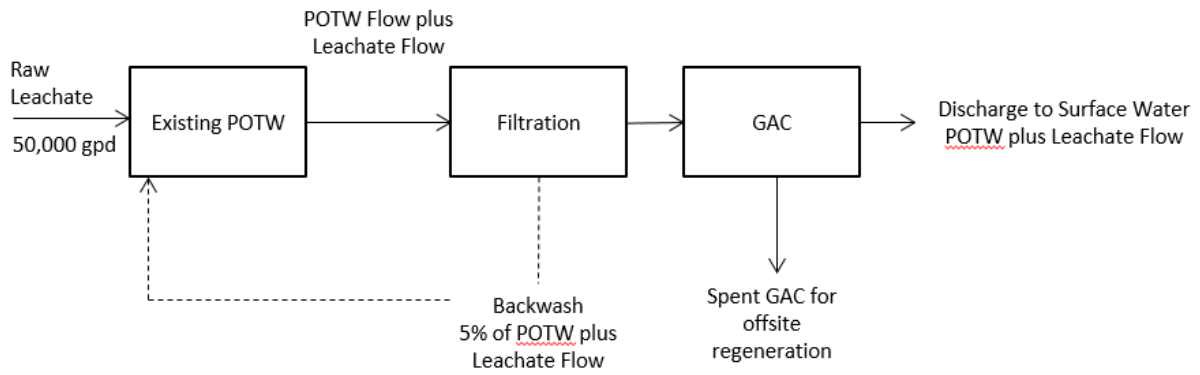 POTW Flow plus
Leachate Flow
Raw
Leachate
50,000 gpd
Existing POTW
Filtration
GAC
Discharge to Surface Water
POTW plus Leachate Flow
Backwash
5% of POTW plus
Leachate Flow
Spent GAC for
offsite
regeneration